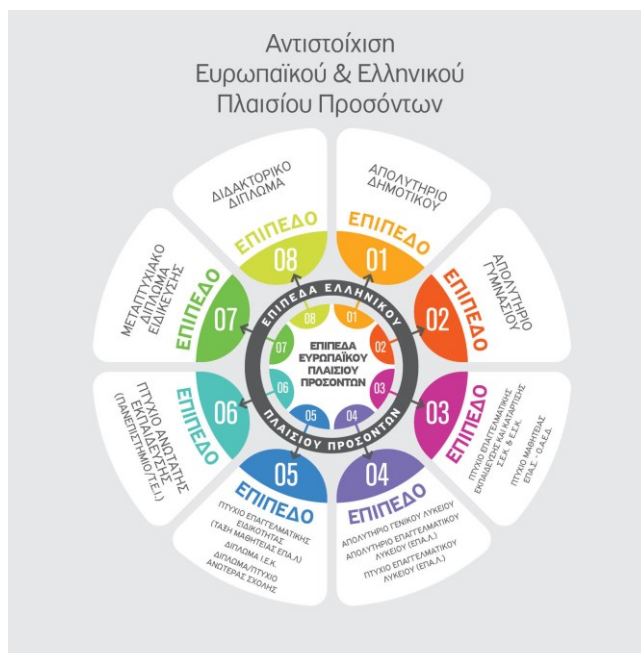 Αντιστοίχιση
Ευρωπαϊκού & Ελληνικού
Πλαισίου Προσόντων
ΑΠΟΛΥΤΗΡΙΟ
ΔΗΜΟΤΙΚΟΥ
ΕΠΙΠΕΔΟ
01
ΑΠΟΛΥΤΗΡΙΟ
ΓΥΜΝΑΣΙΟΥ
ΕΠΙΠΕΔΟ
02
03
ΕΠΙΠΕΔΟ
ΠΤΥΧΙΟ ΕΠΑΓΓΕΛΜΑΤΙΚΗΣ
ΕΚΠΑΙΔΕΥΣΗΣ ΚΑΙ ΚΑΤΑΡΤΙΣΗΣ
Σ.Ε.Κ. & Ε.Σ.Κ.
ΠΤΥΧΙΟ ΜΑΘΗΤΕΙΑΣ
ΕΠΑ.Σ. - Ο.Α.Ε.Δ.
04
ΕΠΙΠΕΔΟ
ΑΠΟΛΥΤΗΡΙΟ ΓΕΝΙΚΟΥ ΛΥΚΕΙΟΥ
ΑΠΟΛΥΤΗΡΙΟ ΕΠΑΓΓΕΛΜΑΤΙΚΟΥ
ΛΥΚΕΙΟΥ (ΕΠΑ.Λ.)
ΠΤΥΧΙΟ ΕΠΑΓΓΕΛΜΑΤΙΚΟΥ
ΛΥΚΕΙΟΥ (ΕΠΑ.Λ.)
05
ΕΠΙΠΕΔΟ
ΠΤΥΧΙΟ ΕΠΑΓΓΕΛΜΑΤΙΚΗΣ
ΕΙΔΙΚΟΤΗΤΑΣ
(ΤΑΞΗ ΜΑΘΗΤΕΙΑΣ ΕΠΑ.Λ)
ΔΙΠΛΩΜΑ Ι.Ε.Κ.
ΔΙΠΛΩΜΑ/ΠΤΥΧΙΟ
ΑΝΩΤΕΡΑΣ ΣΧΟΛΗΣ
06
ΕΠΙΠΕΔΟ
ΠΤΥΧΙΟ ΑΝΩΤΑΤΗΣ
ΕΚΠΑΙΔΕΥΣΗΣ
(ΠΑΝΕΠΙΣΤΗΜΙΟ/Τ.Ε.Ι.)
ΜΕΤΑΠΤΥΧΙΑΚΟ
ΔΙΠΛΩΜΑ
ΕΙΔΙΚΕΥΣΗΣ
ΕΠΙΠΕΔΟ
07
ΔΙΔΑΚΤΟΡΙΚΟ
ΔΙΠΛΩΜΑ
ΕΠΙΠΕΔΟ
08
ΕΠΙΠΕΔΑ ΕΛΛΗΝΙΚΟΥ
ΠΛΑΙΣΙΟΥ ΠΡΟΣΟΝΤΩΝ
01
02
03
04
05
06
07
08
ΕΠΙΠΕΔΑ
ΕΥΡΩΠΑΪΚΟΥ
ΠΛΑΙΣΙΟΥ
ΠΡΟΣΟΝΤΩΝ